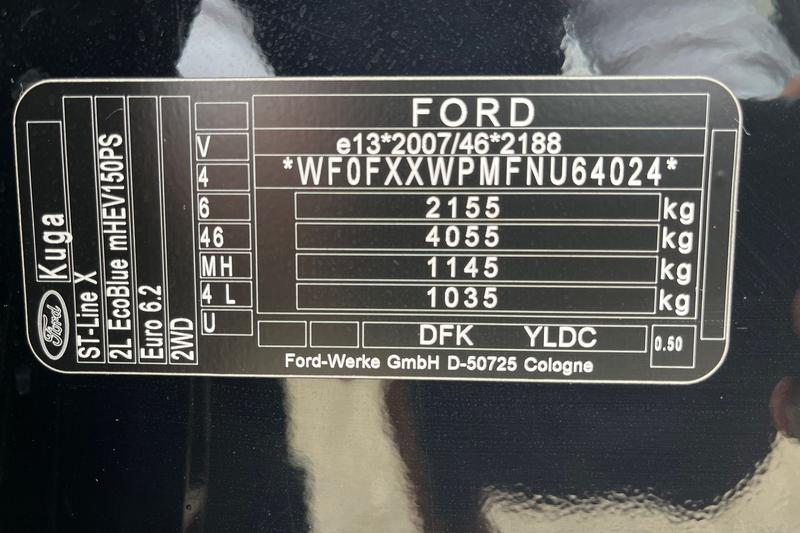 FORD
e13*2007/46*2188
*WF0FXXWPMFNU64024*
2155 kg
4055 kg
1145 kg
1035 kg
DFK YLDC
0.50
Ford-Werke GmbH D-50725 Cologne
V
4
6
46
MH
4 L
U
Ford Kuga
ST-Line X
2L EcoBlue mHEV150PS
Euro 6.2
2WD